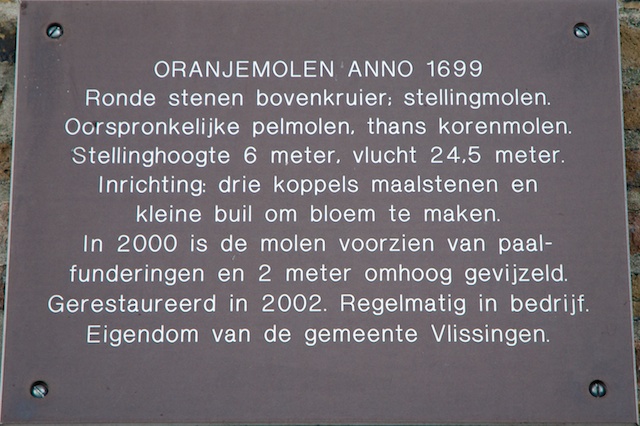 ORANJEMOLEN ANNO 1699
Ronde stenen bovenkruier; stellingmolen.
Oorspronkelijke pelmolen, thans korenmolen.
Stellinghoogte 6 meter, vlucht 24,5 meter.
Inrichting: drie koppels maalstenen en
kleine buil om bloem te maken.
In 2000 is de molen voorzien van paal-
funderingen en 2 meter omhoog gevijzeld.
Gerestaureerd in 2002. Regelmatig in bedrijf.
Eigendom van de gemeente Vlissingen.